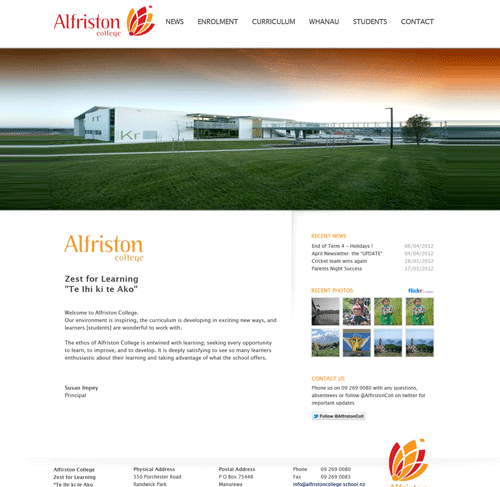 Alfriston
college
NEWS ENROLMENT CURRICULUM WHANAU STUDENTS CONTACT
Kr
Alfriston
college
Zest for Learning
"Te Ihi ki te Ako"
Welcome to Alfriston College.
Our environment is inspiring, the curriculum is developing in exciting new ways, and
learners [students] are wonderful to work with.
The ethos of Alfriston College is entwined with learning; seeking every opportunity
to learn, to improve, and to develop. It is deeply satisfying to see so many learners
enthusiastic about their learning and taking advantage of what the school offers.
Susan Impey
Principal
RECENT NEWS
End of Term 4 – Holidays ! 08/04/2012
April Newsletter: the "UPDATE" 04/04/2012
Cricket team wins again 28/03/2012
Parents Night Success 27/03/2012
RECENT PHOTOS flickr
CONTACT US
Phone us on 09 269 0080 with any questions,
absenteees or follow @AlfristonColl on twitter for
important updates.
Follow @AlfristonColl
Alfriston College Physical Address Postal Address Phone 09 269 0080
Zest for Learning 550 Porchester Road P O Box 75448 Fax 09 269 0083
"Te Ihi ki te Ako Randwick Park Manurewa info@alfristoncollege.school.nz
Alfriston